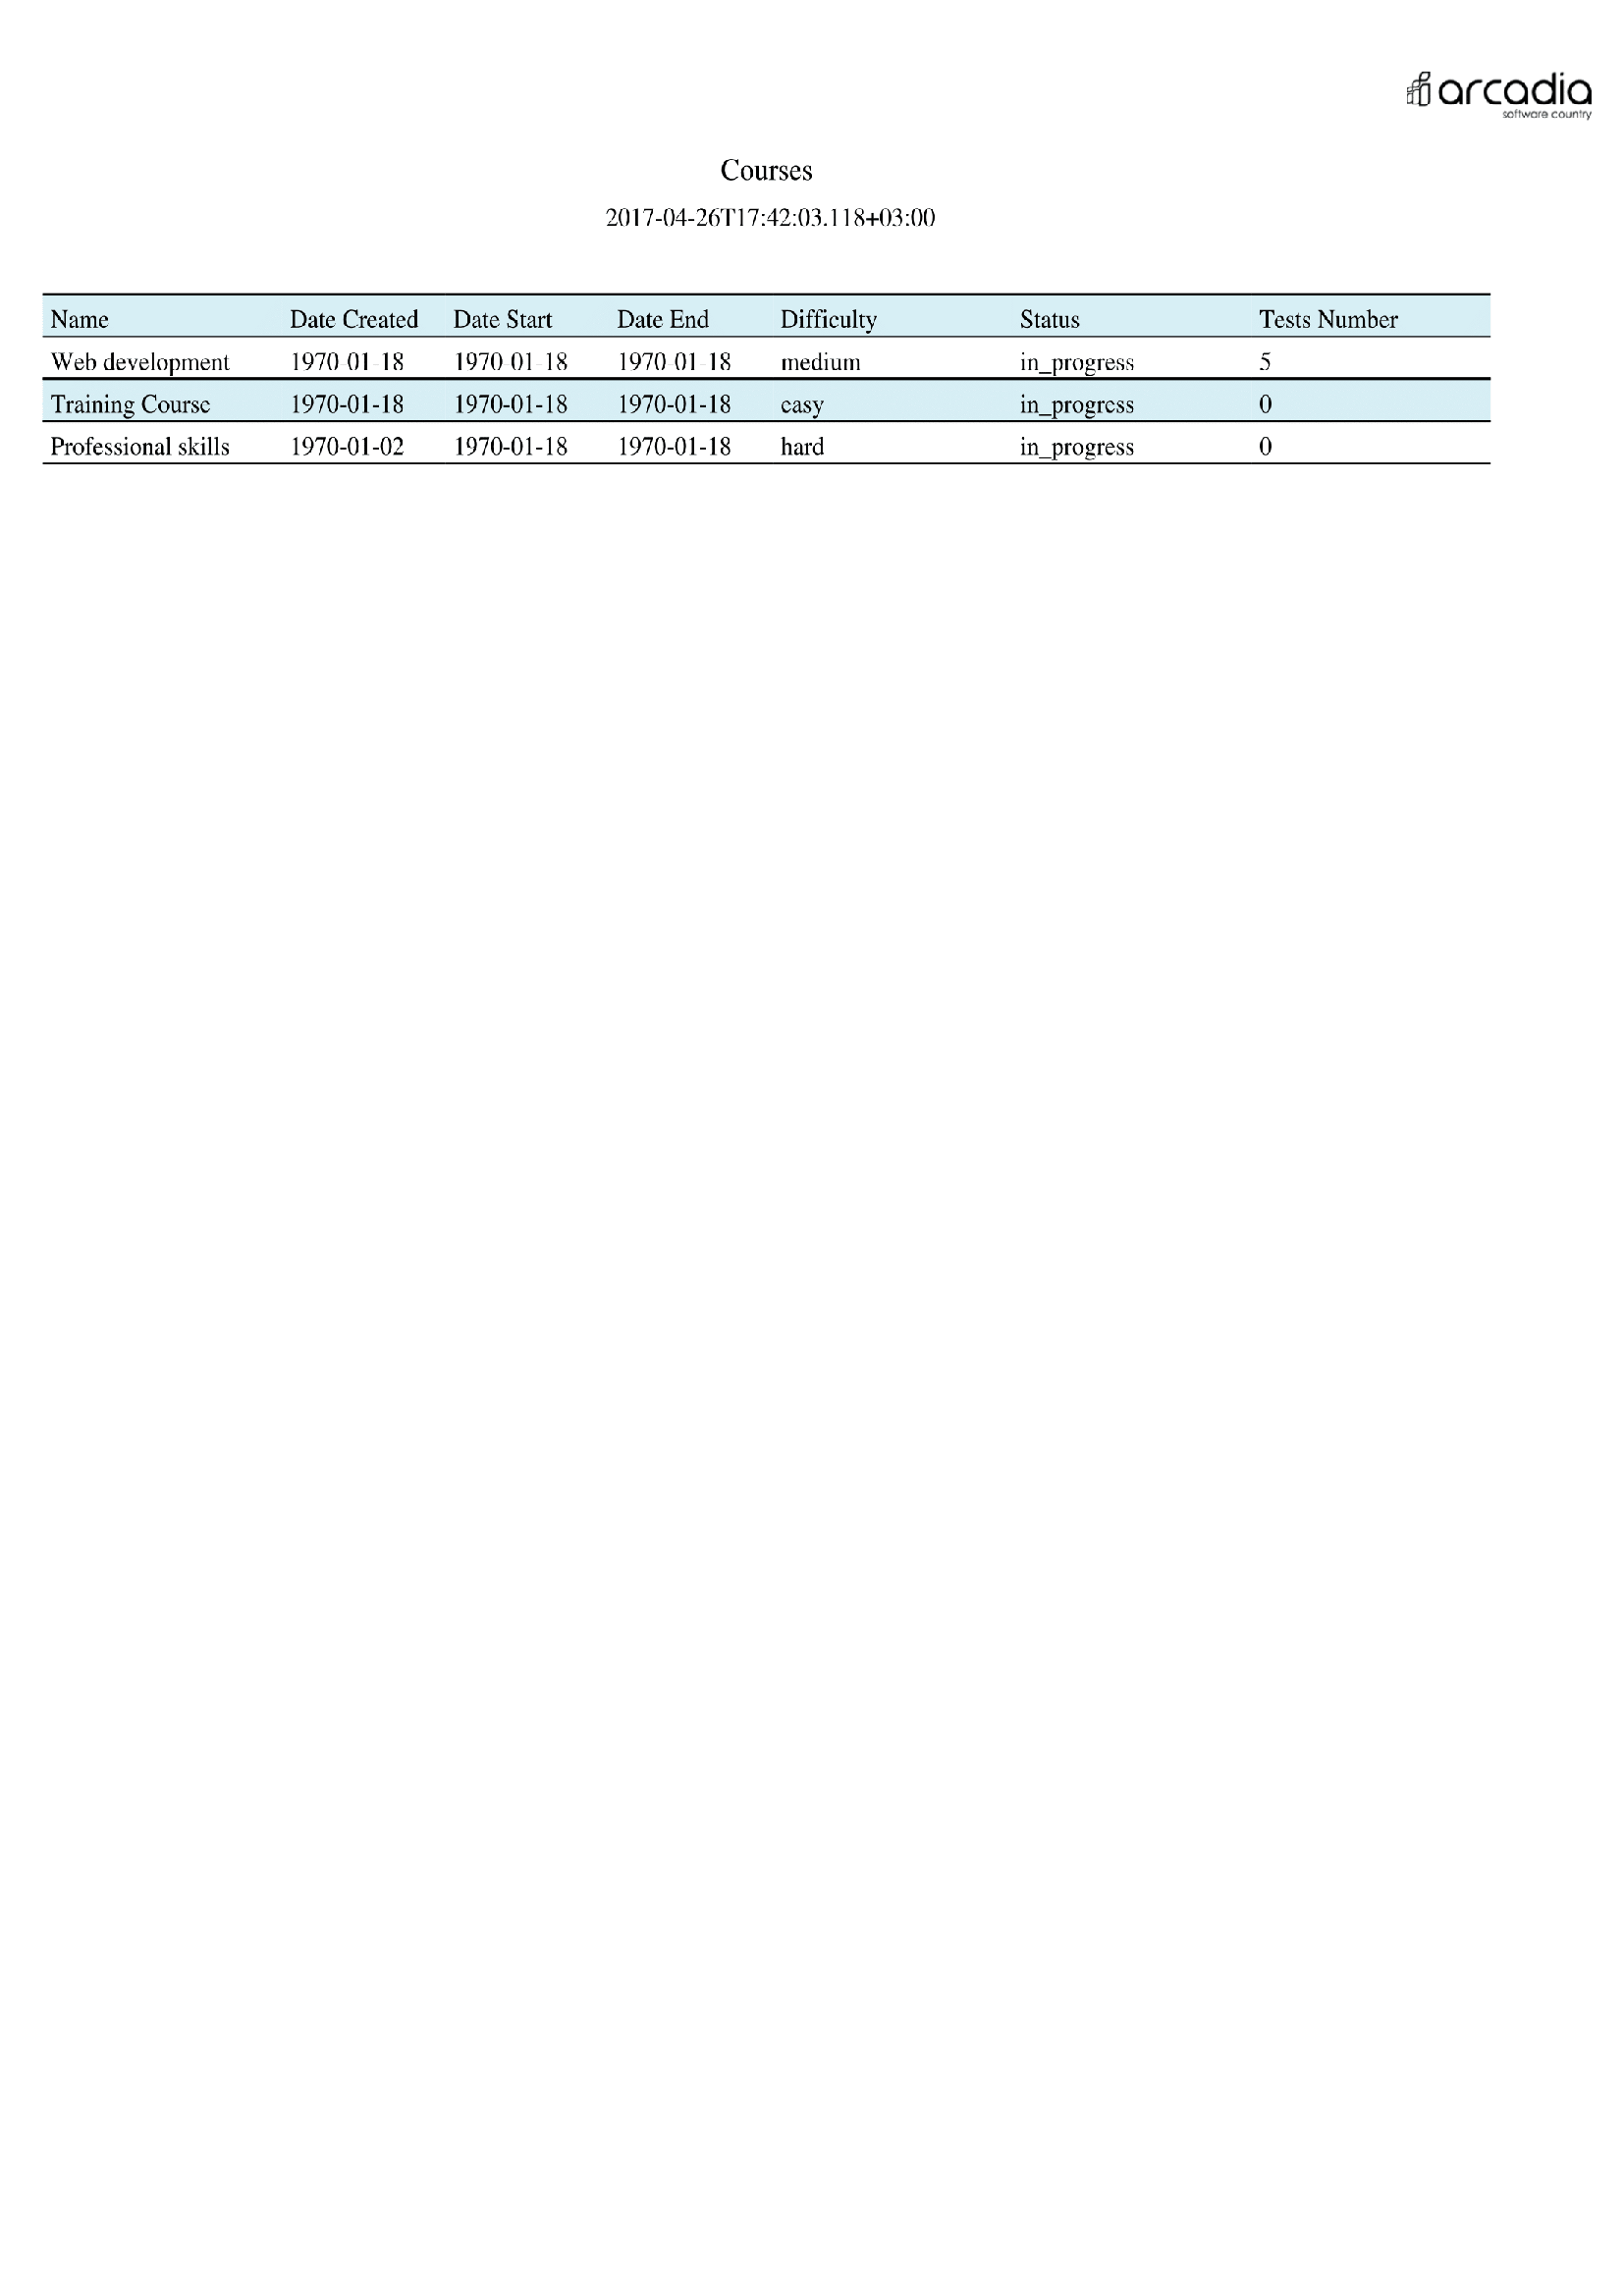 arcadia
software country
Courses
2017-04-26T17:42:03.118+03:00
Name Date Created Date Start Date End Difficulty Status Tests Number
Web development 1970-01-18 1970-01-18 1970-01-18 medium in_progress 5
Training Course 1970-01-18 1970-01-18 1970-01-18 easy in_progress 0
Professional skills 1970-01-02 1970-01-18 1970-01-18 hard in_progress 0